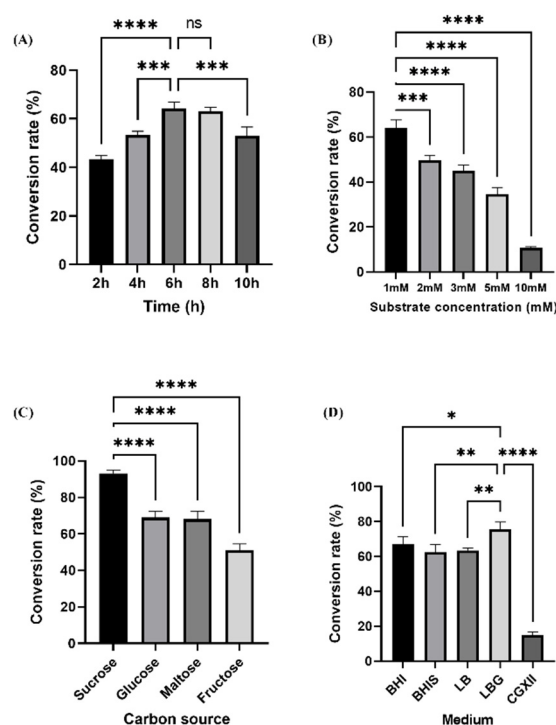 (A)
**** ns
*** ***
Conversion rate (%)
80
60
40
20
0
2h 4h 6h 8h 10h
Time (h)
(B)
****
****
****
***
Conversion rate (%)
80
60
40
20
0
1mM 2mM 3mM 5mM 10mM
Substrate concentration (mM)
(C)
****
****
****
Conversion rate (%)
100
80
60
40
20
0
Sucrose Glucose Maltose Fructose
Carbon source
(D)
*
** ****
**
Conversion rate (%)
100
80
60
40
20
0
BHI BHIS LB LBG CGXII
Medium